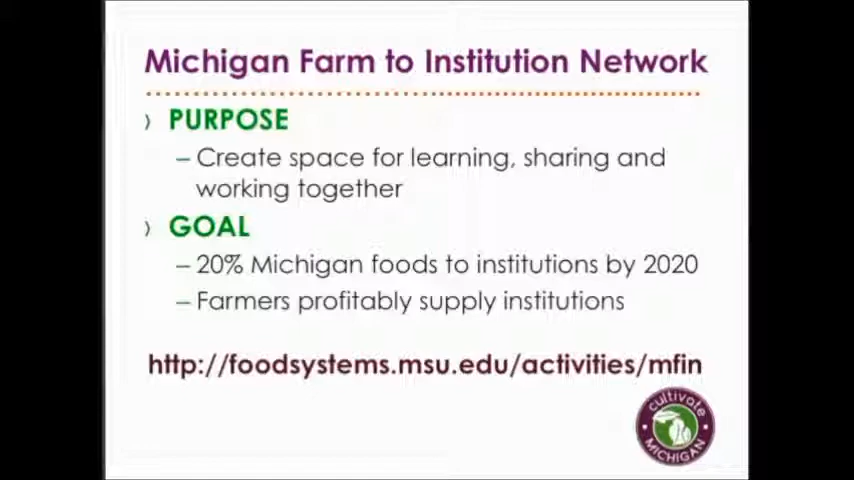 Michigan Farm to Institution Network
⟩ PURPOSE
– Create space for learning, sharing and
working together
⟩ GOAL
– 20% Michigan foods to institutions by 2020
– Farmers profitably supply institutions
http://foodsystems.msu.edu/activities/mfin
cultivate
MICHIGAN